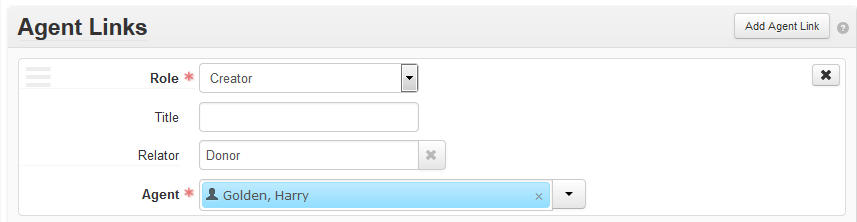 Agent Links
Add Agent Link
?
Role * Creator
Title
Relator Donor
Agent * Golden, Harry ×